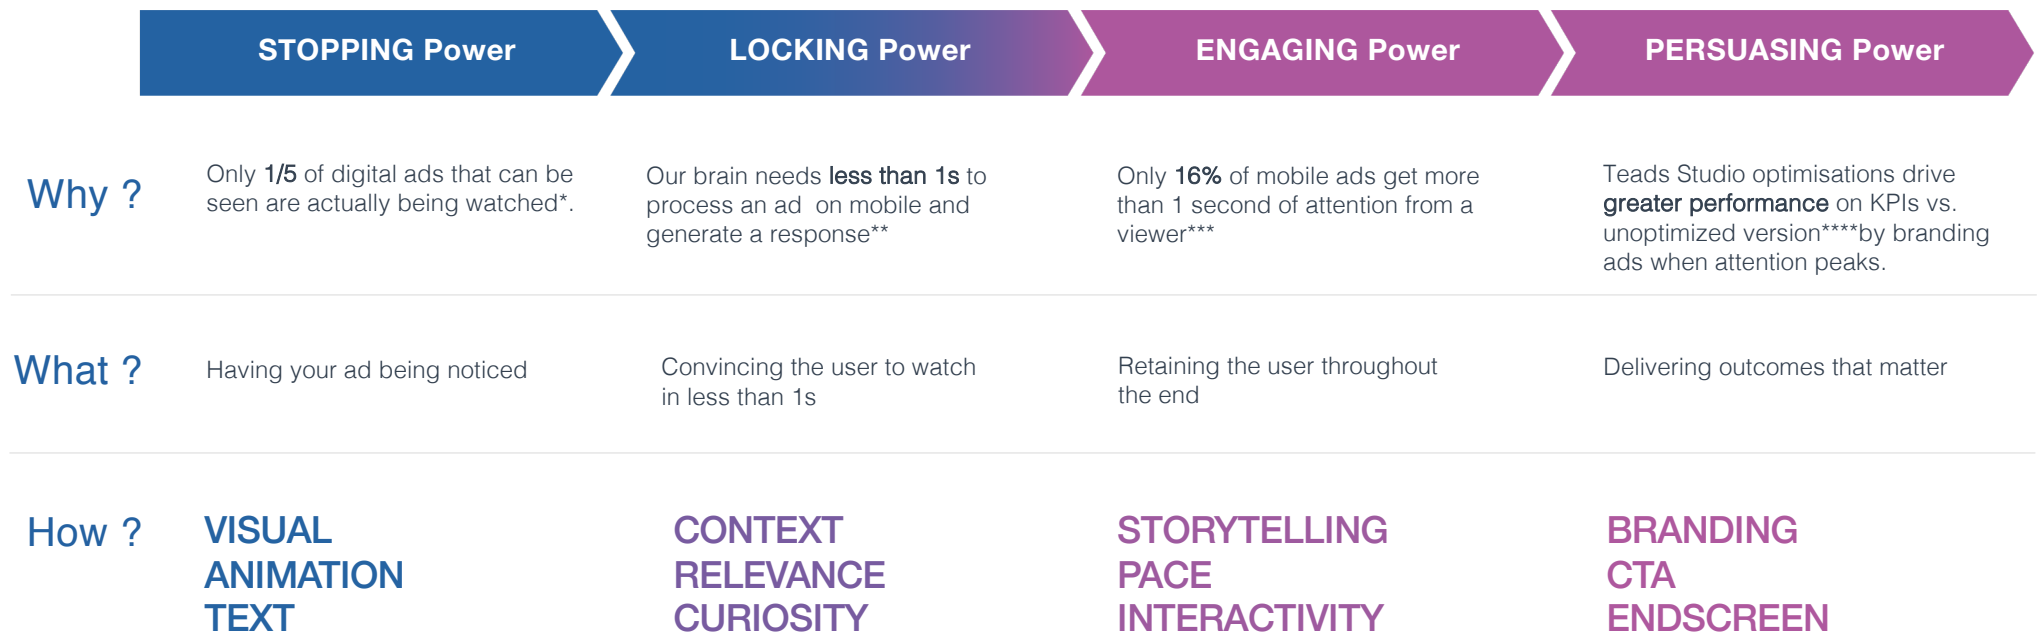 STOPPING Power
LOCKING Power
ENGAGING Power
PERSUASING Power
Why ?
Only 1/5 of digital ads that can be
seen are actually being watched*.
Our brain needs less than 1s to
process an ad  on mobile and
generate a response**
Only 16% of mobile ads get more
than 1 second of attention from a
viewer***
Teads Studio optimisations drive
greater performance on KPIs vs.
unoptimized version****by branding
ads when attention peaks.
What ?
Having your ad being noticed
Convincing the user to watch
in less than 1s
Retaining the user throughout
the end
Delivering outcomes that matter
How ?
VISUAL
ANIMATION
TEXT
CONTEXT
RELEVANCE
CURIOSITY
STORYTELLING
PACE
INTERACTIVITY
BRANDING
CTA
ENDSCREEN